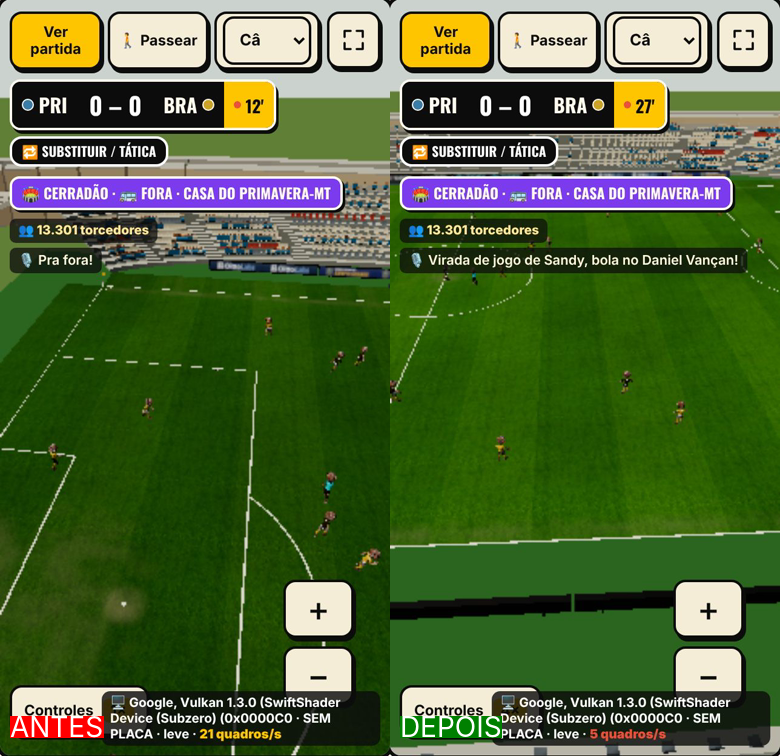 Ver
partida
Passear
Câ
PRI 0 – 0 BRA 12'
SUBSTITUIR / TÁTICA
CERRADÃO · FORA · CASA DO PRIMAVERA-MT
13.301 torcedores
Pra fora!
+
–
Controles
Google, Vulkan 1.3.0 (SwiftShader
Device (Subzero) (0x0000C0 · SEM
PLACA · leve · 21 quadros/s
ANTES
Ver
partida
Passear
Câ
PRI 0 – 0 BRA 27'
SUBSTITUIR / TÁTICA
CERRADÃO · FORA · CASA DO PRIMAVERA-MT
13.301 torcedores
Virada de jogo de Sandy, bola no Daniel Vançan!
+
–
Controles
Google, Vulkan 1.3.0 (SwiftShader
Device (Subzero) (0x0000C0 · SEM
PLACA · leve · 5 quadros/s
DEPOIS